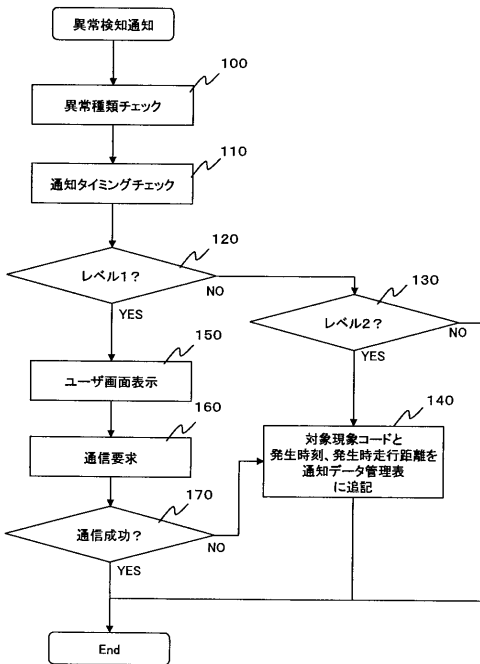 異常検知通知
100
異常種類チェック
110
通知タイミングチェック
120
レベル1?
NO
YES
130
レベル2?
NO
YES
150
ユーザ画面表示
140
対象現象コードと
発生時刻、発生時走行距離を
通知データ管理表
に追記
160
通信要求
170
通信成功?
NO
YES
End